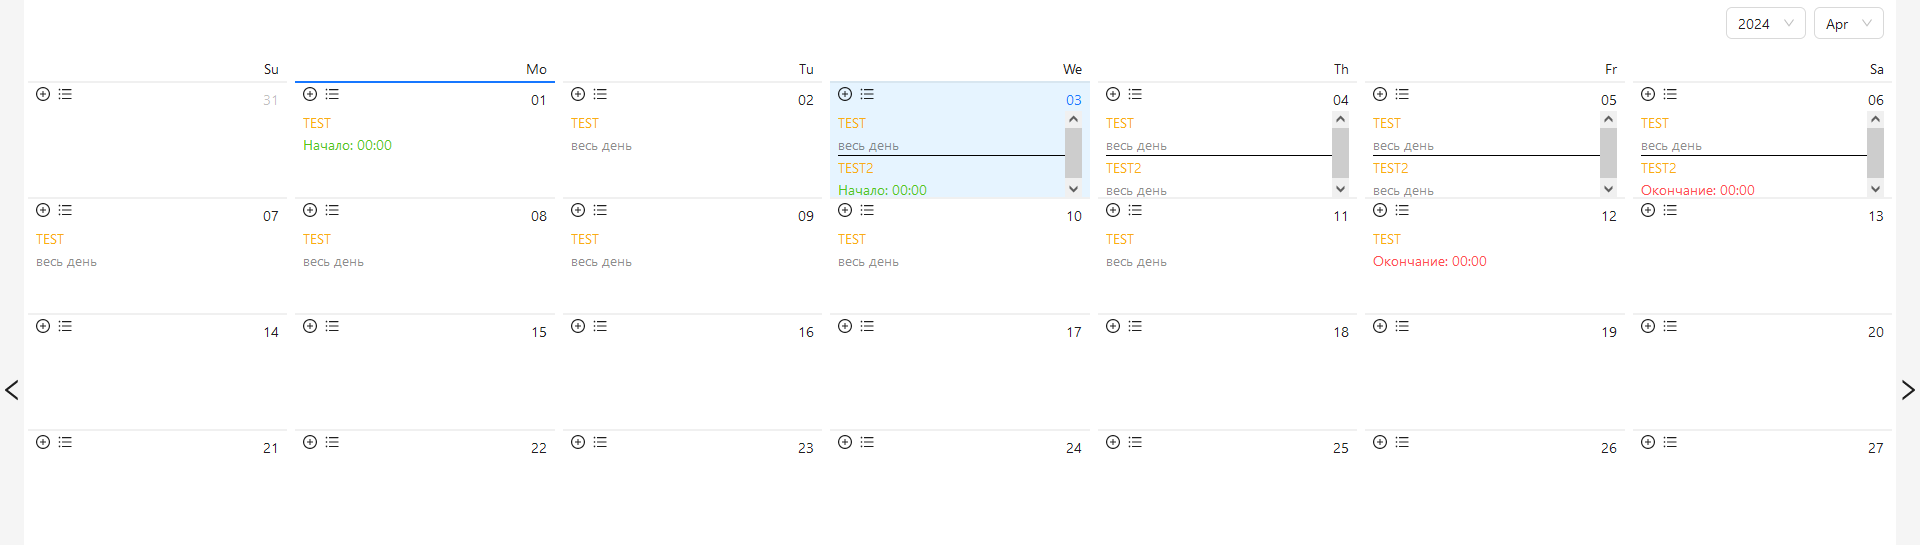 2024 Apr
Su Mo Tu We Th Fr Sa
31 01 02 03 04 05 06
TEST TEST TEST TEST TEST TEST
Начало: 00:00 весь день весь день весь день весь день весь день
TEST2 TEST2 TEST2 TEST2
Начало: 00:00 весь день весь день Окончание: 00:00
07 08 09 10 11 12 13
TEST TEST TEST TEST TEST TEST
весь день весь день весь день весь день весь день Окончание: 00:00
14 15 16 17 18 19 20
21 22 23 24 25 26 27